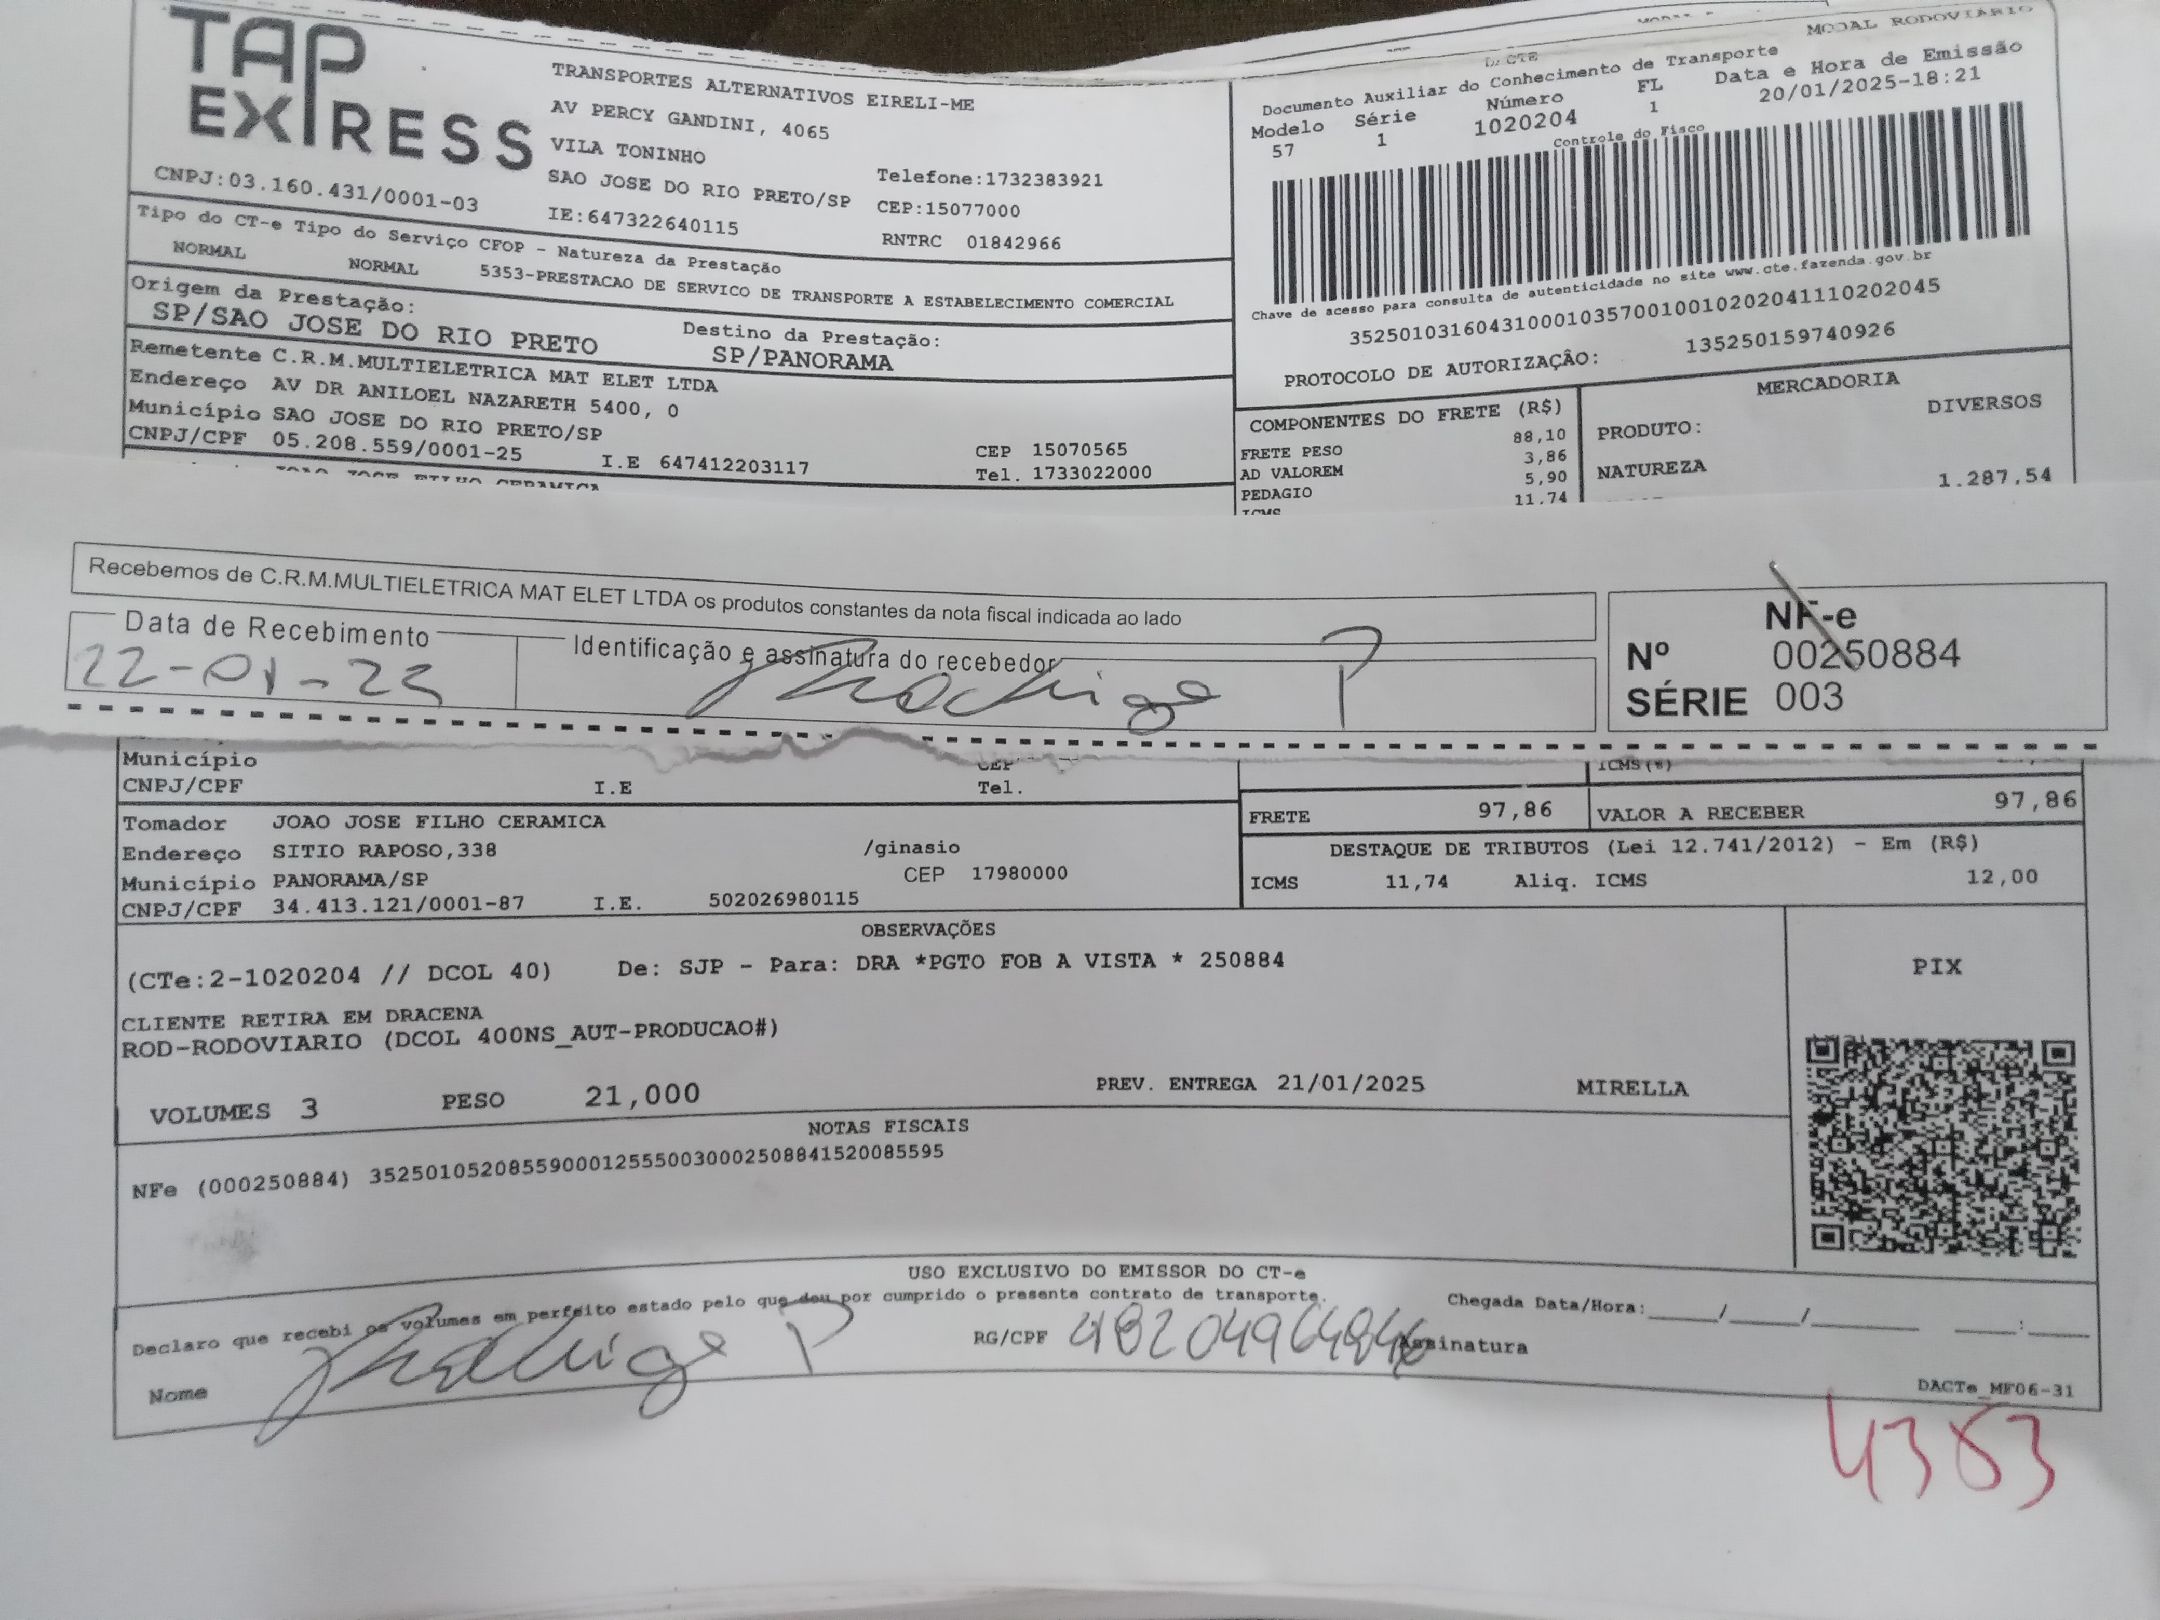 TAP
EXPRESS
CNPJ:03.160.431/0001-03
TRANSPORTES ALTERNATIVOS EIRELI-ME
AV PERCY GANDINI, 4065
VILA TONINHO
SAO JOSE DO RIO PRETO/SP
IE:647322640115
Telefone:1732383921
CEP:15077000
RNTRC 01842966
MODAL RODOVIÁRIO
DACTE
Documento Auxiliar do Conhecimento de Transporte
Modelo Série Número FL Data e Hora de Emissão
57 1 1020204 1 20/01/2025-18:21
Controle do Fisco
Chave de acesso para consulta de autenticidade no site www.cte.fazenda.gov.br
35250103160431000103570010010202041110202045
PROTOCOLO DE AUTORIZAÇÃO: 135250159740926
Tipo do CT-e Tipo do Serviço CFOP - Natureza da Prestação
NORMAL NORMAL 5353-PRESTACAO DE SERVICO DE TRANSPORTE A ESTABELECIMENTO COMERCIAL
Origem da Prestação:
SP/SAO JOSE DO RIO PRETO
Destino da Prestação:
SP/PANORAMA
Remetente C.R.M.MULTIELETRICA MAT ELET LTDA
Endereço AV DR ANILOEL NAZARETH 5400, 0
Município SAO JOSE DO RIO PRETO/SP CEP 15070565
CNPJ/CPF 05.208.559/0001-25 I.E 647412203117 Tel. 1733022000
JOAO JOSE FILHO CERAMICA
COMPONENTES DO FRETE (R$)
FRETE PESO 88,10
AD VALOREM 3,86
PEDAGIO 5,90
ICMS 11,74
MERCADORIA
PRODUTO: DIVERSOS
NATUREZA
1.287,54
Recebemos de C.R.M.MULTIELETRICA MAT ELET LTDA os produtos constantes da nota fiscal indicada ao lado
Data de Recebimento
22-01-25
Identificação e assinatura do recebedor
Rodrigo P
NF-e
Nº 00250884
SÉRIE 003
Município CEP
CNPJ/CPF I.E Tel.
ICMS(%)
FRETE 97,86 VALOR A RECEBER 97,86
Tomador JOAO JOSE FILHO CERAMICA
Endereço SITIO RAPOSO,338 /ginasio
Município PANORAMA/SP CEP 17980000
CNPJ/CPF 34.413.121/0001-87 I.E. 502026980115
DESTAQUE DE TRIBUTOS (Lei 12.741/2012) - Em (R$)
ICMS 11,74 Aliq. ICMS 12,00
OBSERVAÇÕES
(CTe:2-1020204 // DCOL 40) De: SJP - Para: DRA *PGTO FOB A VISTA * 250884
CLIENTE RETIRA EM DRACENA
ROD-RODOVIARIO (DCOL 400NS_AUT-PRODUCAO#)
VOLUMES 3 PESO 21,000 PREV. ENTREGA 21/01/2025 MIRELLA
PIX
NOTAS FISCAIS
NFe (000250884) 35250105208559000125550030002508841520085595
USO EXCLUSIVO DO EMISSOR DO CT-e
Declaro que recebi os volumes em perfeito estado pelo que dou por cumprido o presente contrato de transporte.
Chegada Data/Hora:____/____/______ ____:____
Nome Rodrigo P RG/CPF Assinatura
DACTe_MF06-31
4353